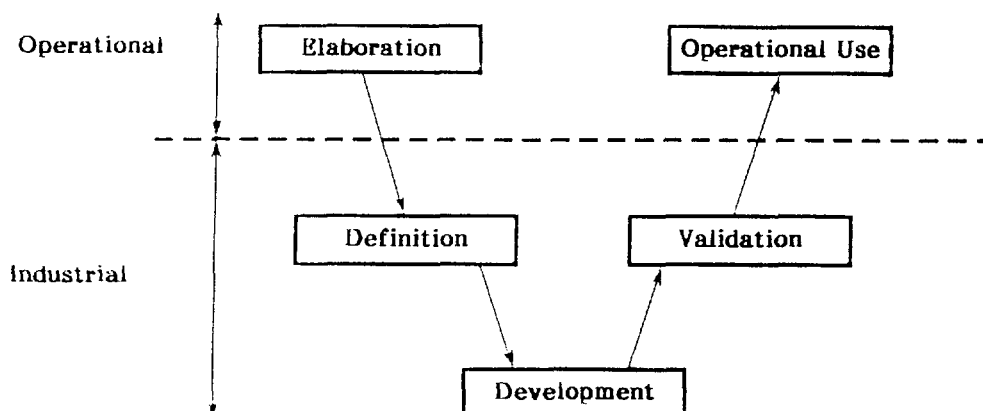 Operational
Elaboration
Operational Use
Definition
Validation
Industrial
Development